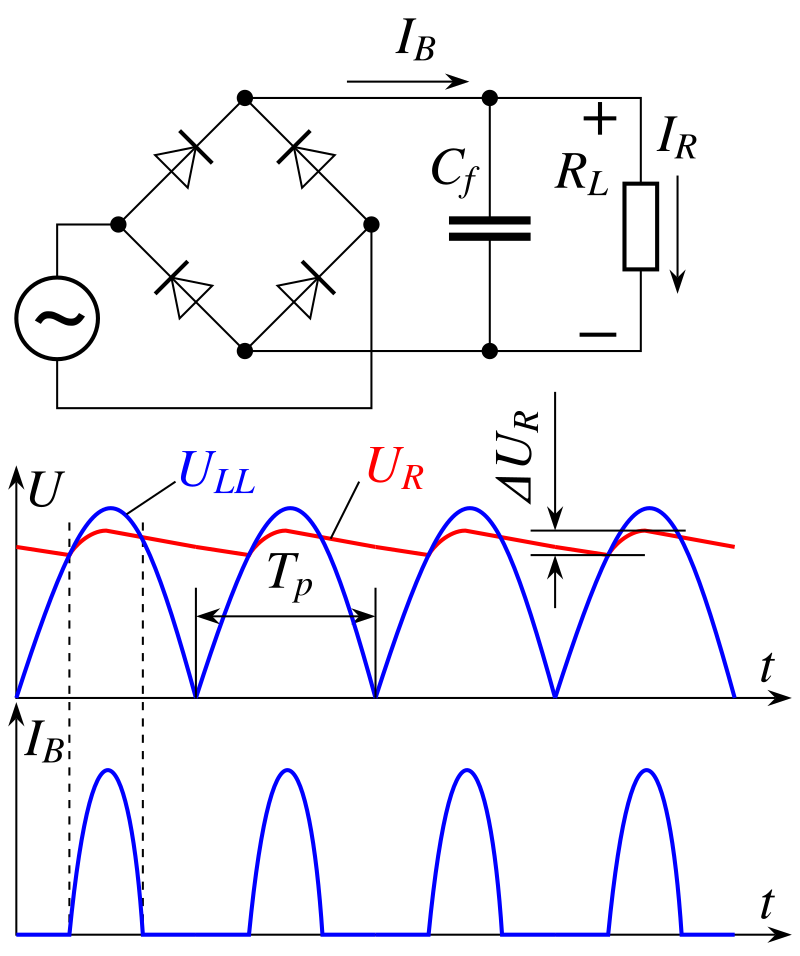 I_B
C_f
+
R_L
I_R
~
−
U
U_LL
U_R
ΔU_R
T_p
t
I_B
t